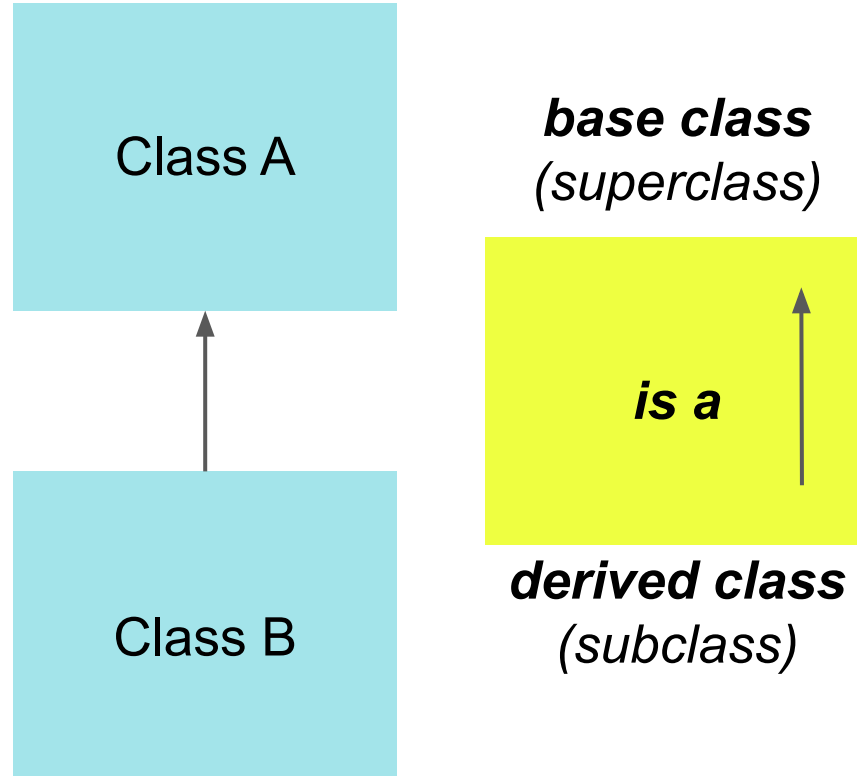 Class A
base class
(superclass)
is a
derived class
(subclass)
Class B